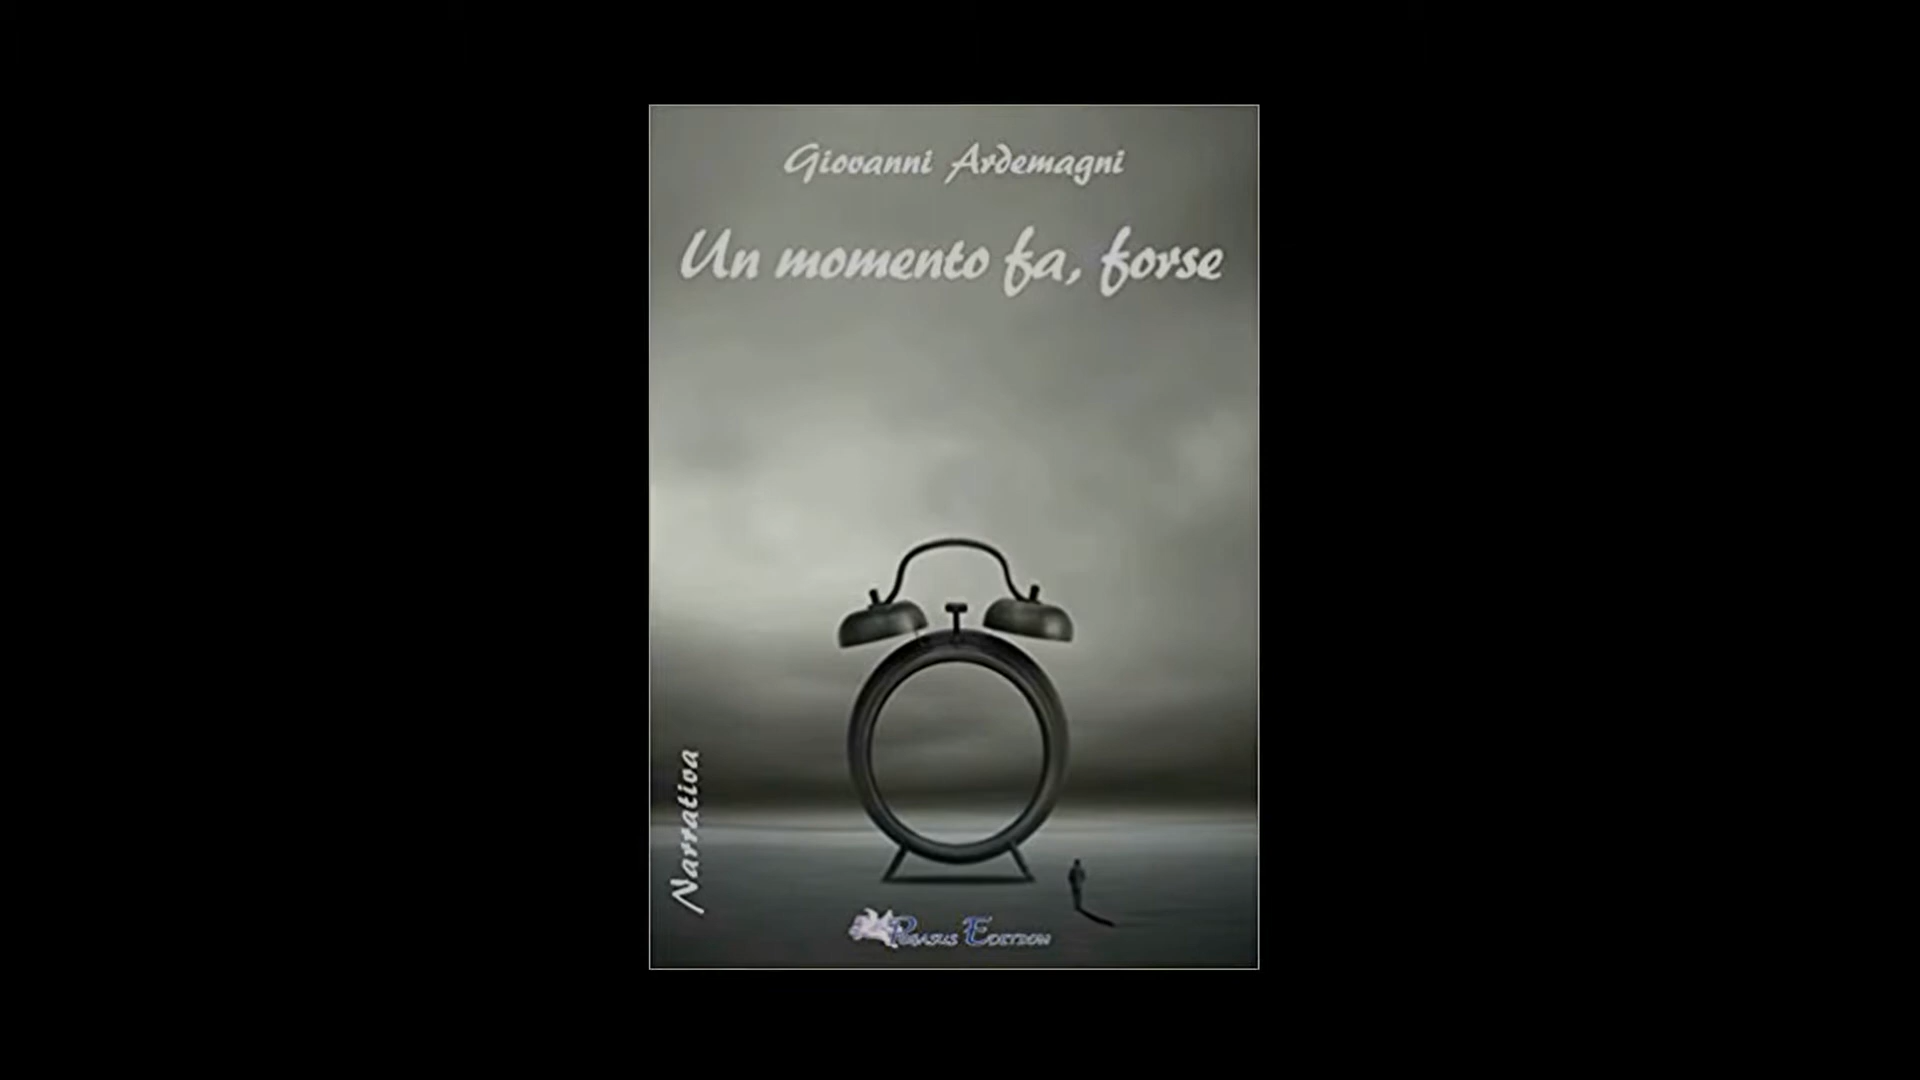 Giovanni Ardemagni
Un momento fa, forse
Narrativa
Pegasus Edition